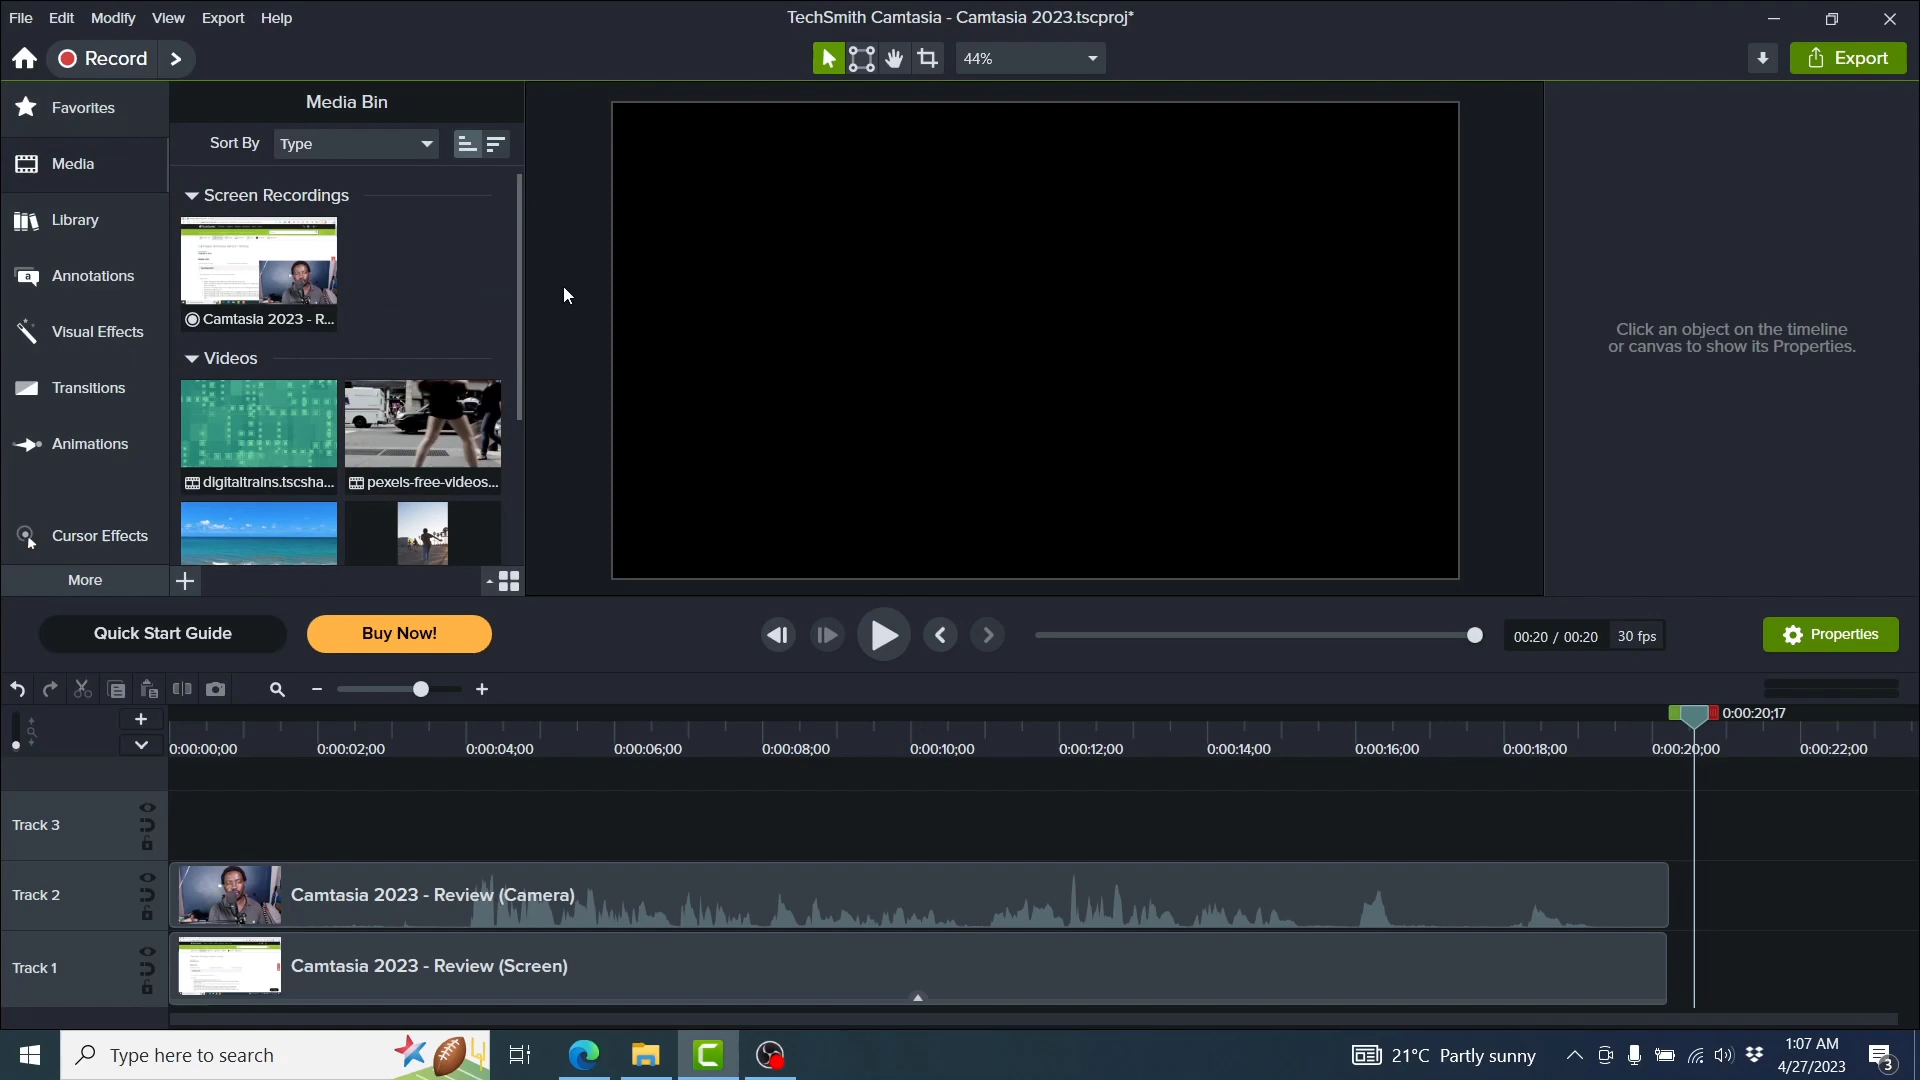 File Edit Modify View Export Help
TechSmith Camtasia - Camtasia 2023.tscproj*
Record
44%
Export
Favorites
Media
Library
Annotations
Visual Effects
Transitions
Animations
Cursor Effects
More
Media Bin
Sort By Type
Screen Recordings
Camtasia 2023 - R...
Videos
digitaltrains.tscsha...
pexels-free-videos...
Click an object on the timeline
or canvas to show its Properties.
Quick Start Guide
Buy Now!
00:20 / 00:20 30 fps
Properties
0:00:20;17
0:00:00;00 0:00:02;00 0:00:04;00 0:00:06;00 0:00:08;00 0:00:10;00 0:00:12;00 0:00:14;00 0:00:16;00 0:00:18;00 0:00:20;00 0:00:22;00
Track 3
Track 2
Camtasia 2023 - Review (Camera)
Track 1
Camtasia 2023 - Review (Screen)
Type here to search
21°C Partly sunny
1:07 AM
4/27/2023
3